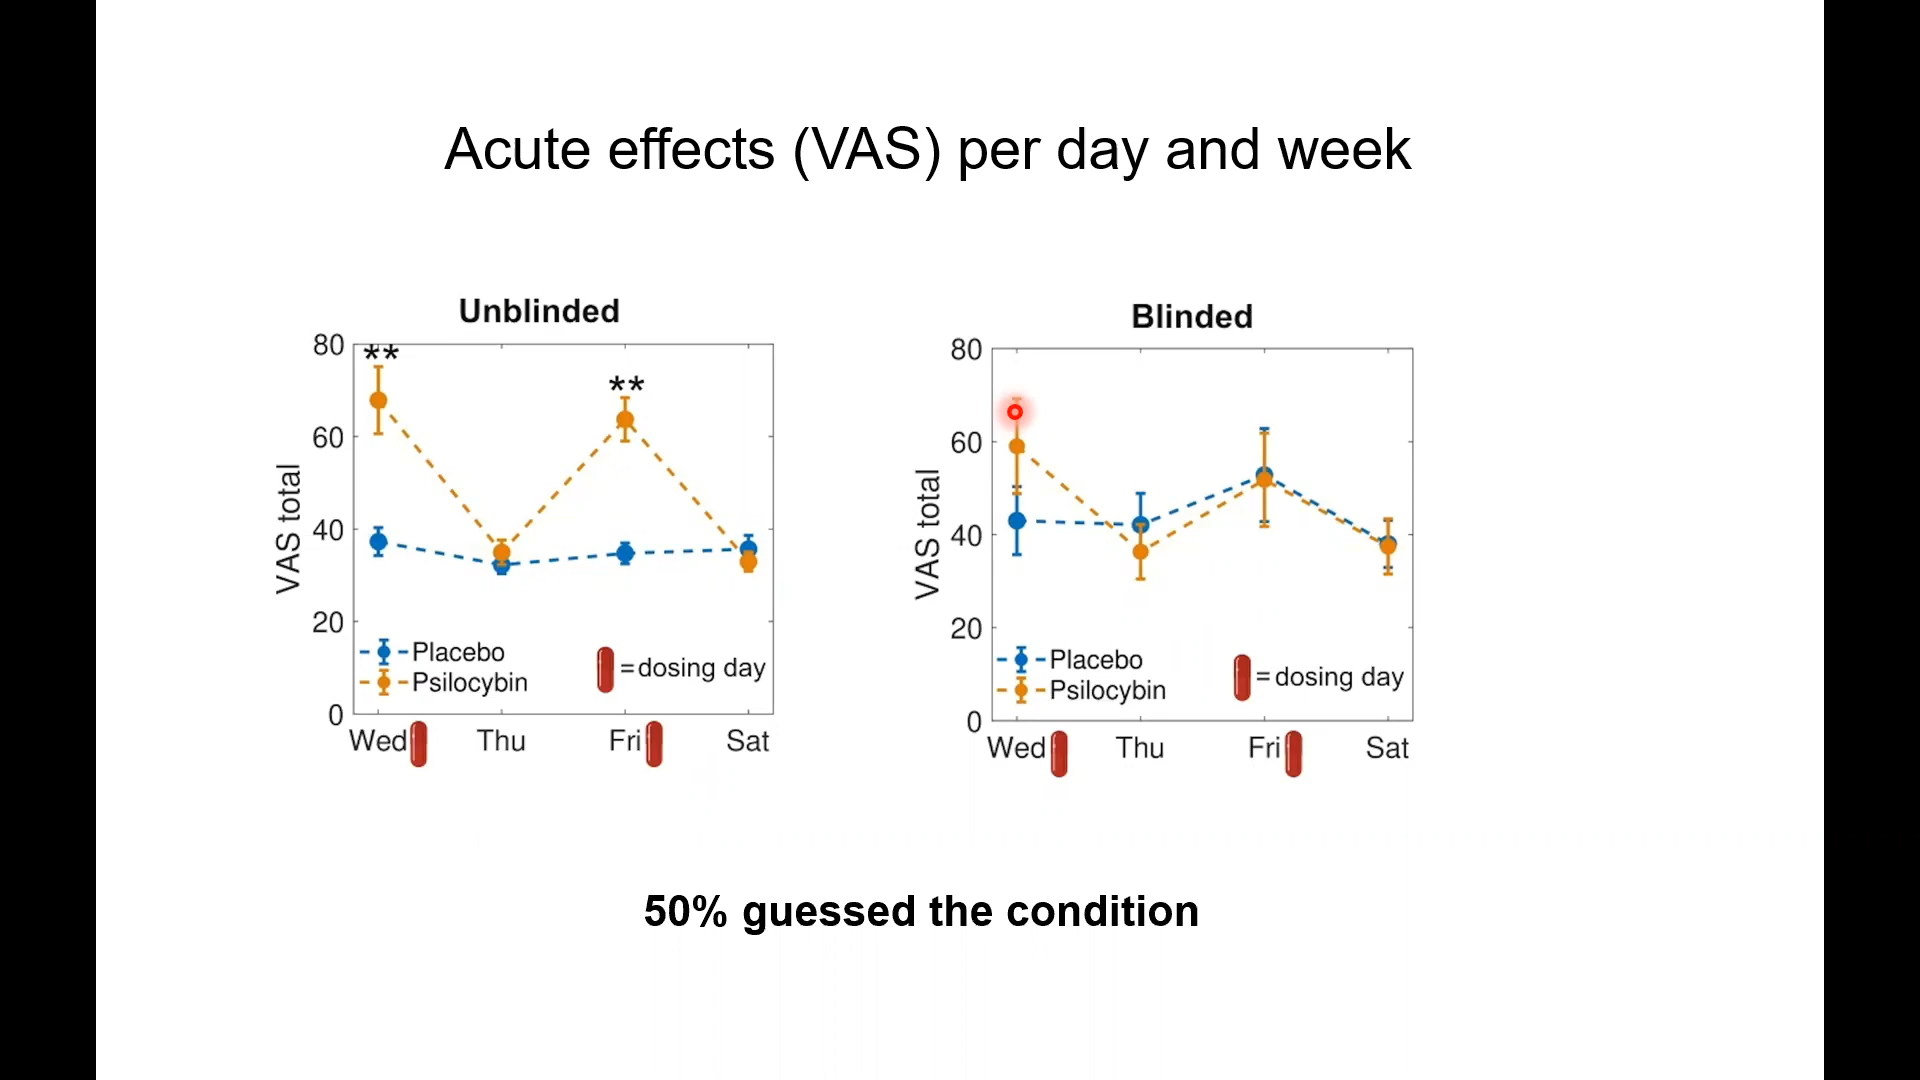 Acute effects (VAS) per day and week
Unblinded
80
60
40
20
0
VAS total
**
**
Placebo
Psilocybin
= dosing day
Wed Thu Fri Sat
Blinded
80
60
40
20
0
VAS total
Placebo
Psilocybin
= dosing day
Wed Thu Fri Sat
50% guessed the condition